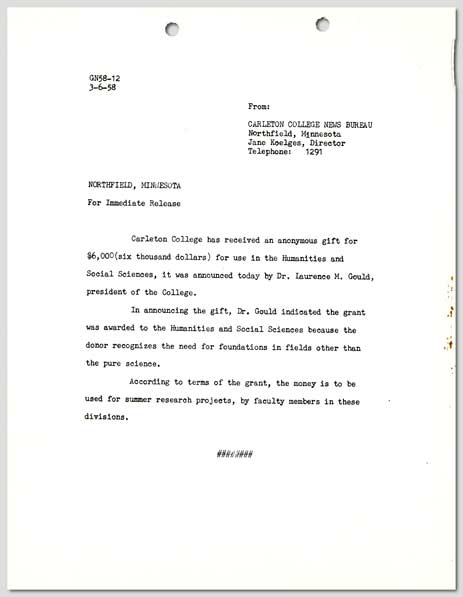 GN58-12
3-6-58
From:
CARLETON COLLEGE NEWS BUREAU
Northfield, Minnesota
Jane Koelges, Director
Telephone: 1291
NORTHFIELD, MINNESOTA
For Immediate Release
Carleton College has received an anonymous gift for
$6,000(six thousand dollars) for use in the Humanities and
Social Sciences, it was announced today by Dr. Laurence M. Gould,
president of the College.
In announcing the gift, Dr. Gould indicated the grant
was awarded to the Humanities and Social Sciences because the
donor recognizes the need for foundations in fields other than
the pure science.
According to terms of the grant, the money is to be
used for summer research projects, by faculty members in these
divisions.
########